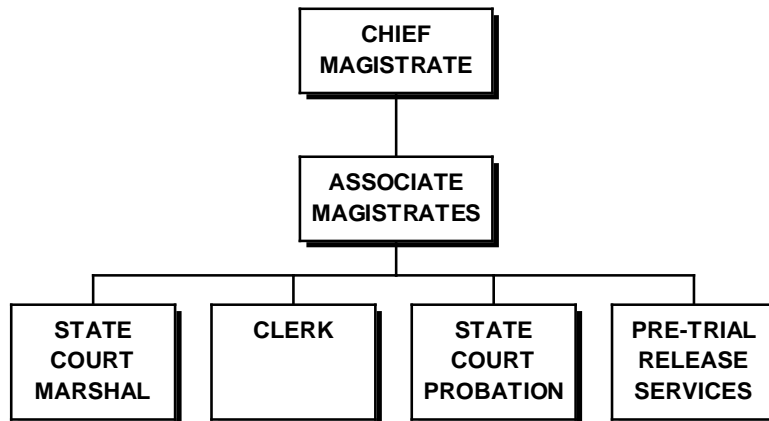 CHIEF
MAGISTRATE
ASSOCIATE
MAGISTRATES
STATE
COURT
MARSHAL
CLERK
STATE
COURT
PROBATION
PRE-TRIAL
RELEASE
SERVICES